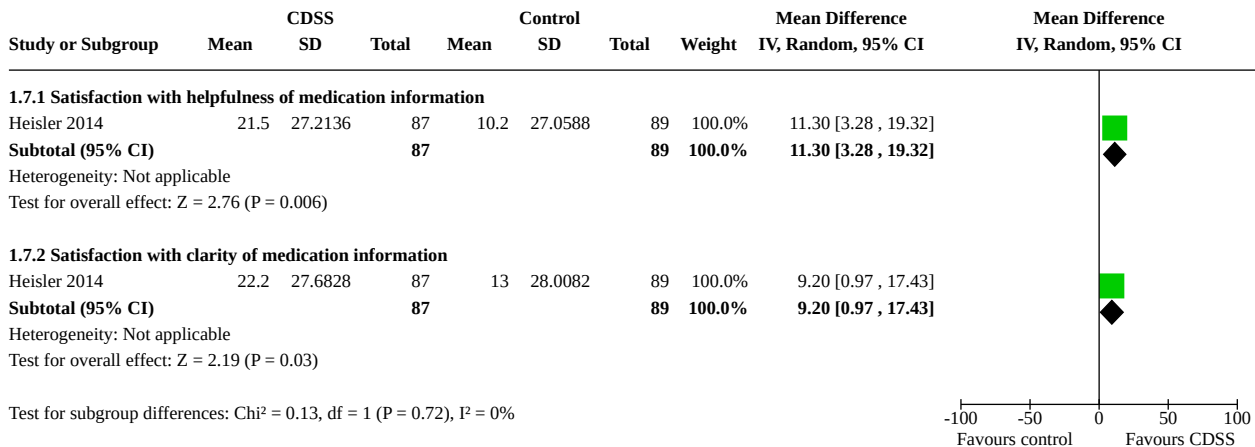 CDSS Control Mean Difference Mean Difference
Study or Subgroup Mean SD Total Mean SD Total Weight IV, Random, 95% CI IV, Random, 95% CI
1.7.1 Satisfaction with helpfulness of medication information
Heisler 2014 21.5 27.2136 87 10.2 27.0588 89 100.0% 11.30 [3.28 , 19.32]
Subtotal (95% CI) 87 89 100.0% 11.30 [3.28 , 19.32]
Heterogeneity: Not applicable
Test for overall effect: Z = 2.76 (P = 0.006)
1.7.2 Satisfaction with clarity of medication information
Heisler 2014 22.2 27.6828 87 13 28.0082 89 100.0% 9.20 [0.97 , 17.43]
Subtotal (95% CI) 87 89 100.0% 9.20 [0.97 , 17.43]
Heterogeneity: Not applicable
Test for overall effect: Z = 2.19 (P = 0.03)
Test for subgroup differences: Chi² = 0.13, df = 1 (P = 0.72), I² = 0%
-100 -50 0 50 100
Favours control Favours CDSS